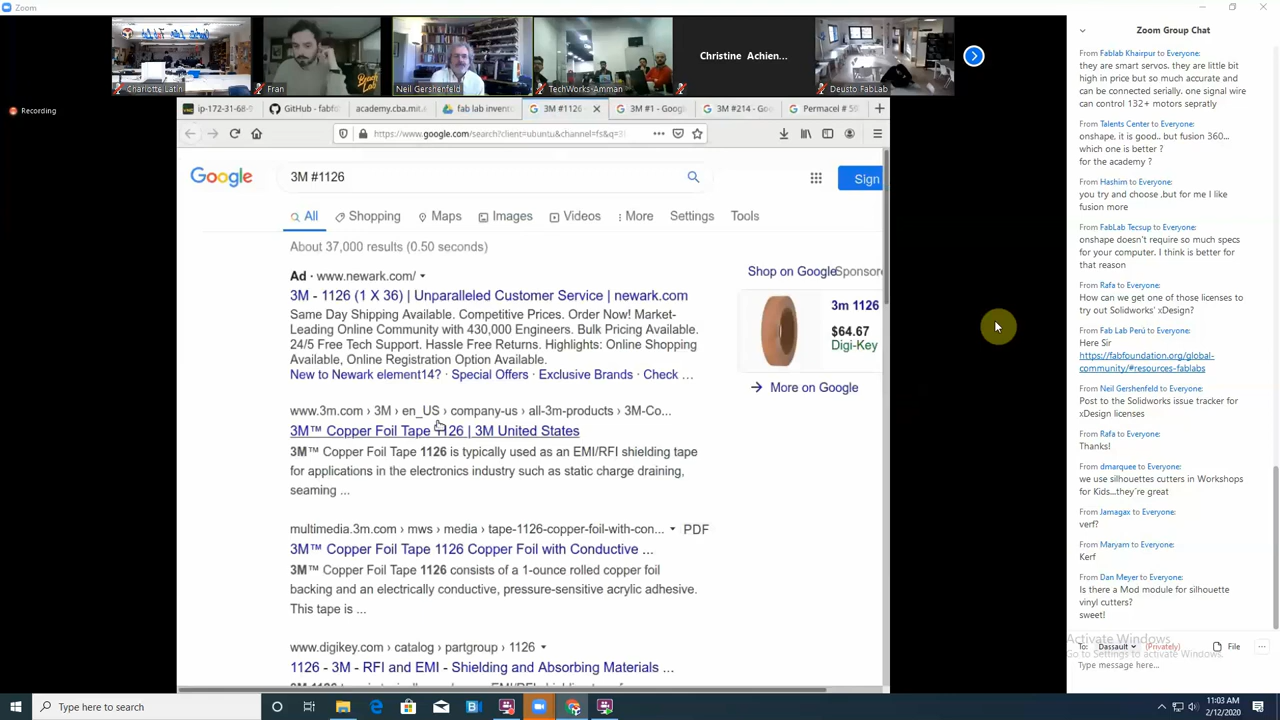 Zoom
Charlotte Latin
Fran
Neil Gershenfeld
TechWorks-Amman
Christine Achien...
Deusto FabLab
Recording
ip-172-31-68-9
GitHub - fabfo
academy.cba.mit.e
fab lab invento
3M #1126
3M #1 - Goog
3M #214 - Goo
Permacel # 59
https://www.google.com/search?client=ubuntu&channel=fs&q=3
Google
3M #1126
Sign
All
Shopping
Maps
Images
Videos
More
Settings
Tools
About 37,000 results (0.50 seconds)
Ad · www.newark.com/
3M - 1126 (1 X 36) | Unparalleled Customer Service | newark.com
Same Day Shipping Available. Competitive Prices. Order Now! Market-
Leading Online Community with 430,000 Engineers. Bulk Pricing Available.
24/5 Free Tech Support. Hassle Free Returns. Highlights: Online Shopping
Available, Online Registration Option Available.
New to Newark element14? · Special Offers · Exclusive Brands · Check ...
Shop on Google
Sponsore
3m 1126
$64.67
Digi-Key
More on Google
www.3m.com › 3M › en_US › company-us › all-3m-products › 3M-Co...
3M™ Copper Foil Tape 1126 | 3M United States
3M™ Copper Foil Tape 1126 is typically used as an EMI/RFI shielding tape
for applications in the electronics industry such as static charge draining,
seaming ...
multimedia.3m.com › mws › media › tape-1126-copper-foil-with-con... PDF
3M™ Copper Foil Tape 1126 Copper Foil with Conductive ...
3M™ Copper Foil Tape 1126 consists of a 1-ounce rolled copper foil
backing and an electrically conductive, pressure-sensitive acrylic adhesive.
This tape is ...
www.digikey.com › catalog › partgroup › 1126
1126 - 3M - RFI and EMI - Shielding and Absorbing Materials ...
Zoom Group Chat
From Fablab Khairpur to Everyone:
they are smart servos. they are little bit
high in price but so much accurate and
can be connected serially. one signal wire
can control 132+ motors sepratly
From Talents Center to Everyone:
onshape, it is good.. but fusion 360...
which one is better ?
for the academy ?
From Hashim to Everyone:
you try and choose ,but for me I like
fusion more
From FabLab Tecsup to Everyone:
onshape doesn't require so much specs
for your computer, I think is better for
that reason
From Rafa to Everyone:
How can we get one of those licenses to
try out Solidworks' xDesign?
From Fab Lab Perú to Everyone:
Here Sir
https://fabfoundation.org/global-
community/#resources-fablabs
From Neil Gershenfeld to Everyone:
Post to the Solidworks issue tracker for
xDesign licenses
From Rafa to Everyone:
Thanks!
From dmarquee to Everyone:
we use silhouettes cutters in Workshops
for Kids...they're great
From Jamagax to Everyone:
verf?
From Maryam to Everyone:
Kerf
From Dan Meyer to Everyone:
Is there a Mod module for silhouette
vinyl cutters?
sweet!
Activate Windows
Go to Settings to activate Windows.
To: Dassault (Privately) File
Type message here...
Type here to search
11:03 AM
2/12/2020